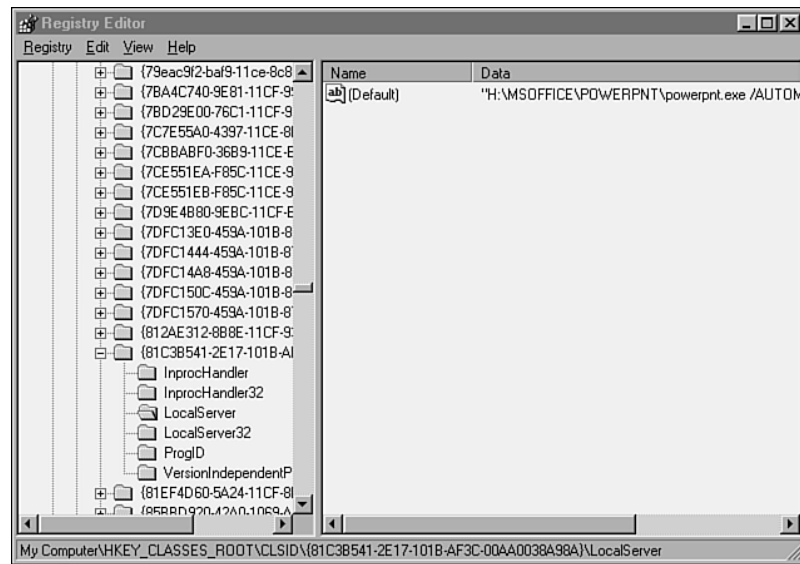 Registry Editor
Registry Edit View Help
{79eac9f2-baf9-11ce-8c8
{7BA4C740-9E81-11CF-9
{7BD29E00-76C1-11CF-9
{7C7E55A0-4397-11CE-8
{7CBBABF0-36B9-11CE-E
{7CE551EA-F85C-11CE-9
{7CE551EB-F85C-11CE-9
{7D9E4B80-9EBC-11CF-E
{7DFC13E0-459A-101B-8
{7DFC1444-459A-101B-8
{7DFC14A8-459A-101B-8
{7DFC150C-459A-101B-8
{7DFC1570-459A-101B-8
{812AE312-8B8E-11CF-9
{81C3B541-2E17-101B-A
InprocHandler
InprocHandler32
LocalServer
LocalServer32
ProgID
VersionIndependentP
{81EF4D60-5A24-11CF-8
{85BBD920-42A0-1069-A
Name Data
ab (Default) "H:\MSOFFICE\POWERPNT\powerpnt.exe /AUTOM
My Computer\HKEY_CLASSES_ROOT\CLSID\{81C3B541-2E17-101B-AF3C-00AA0038A98A}\LocalServer